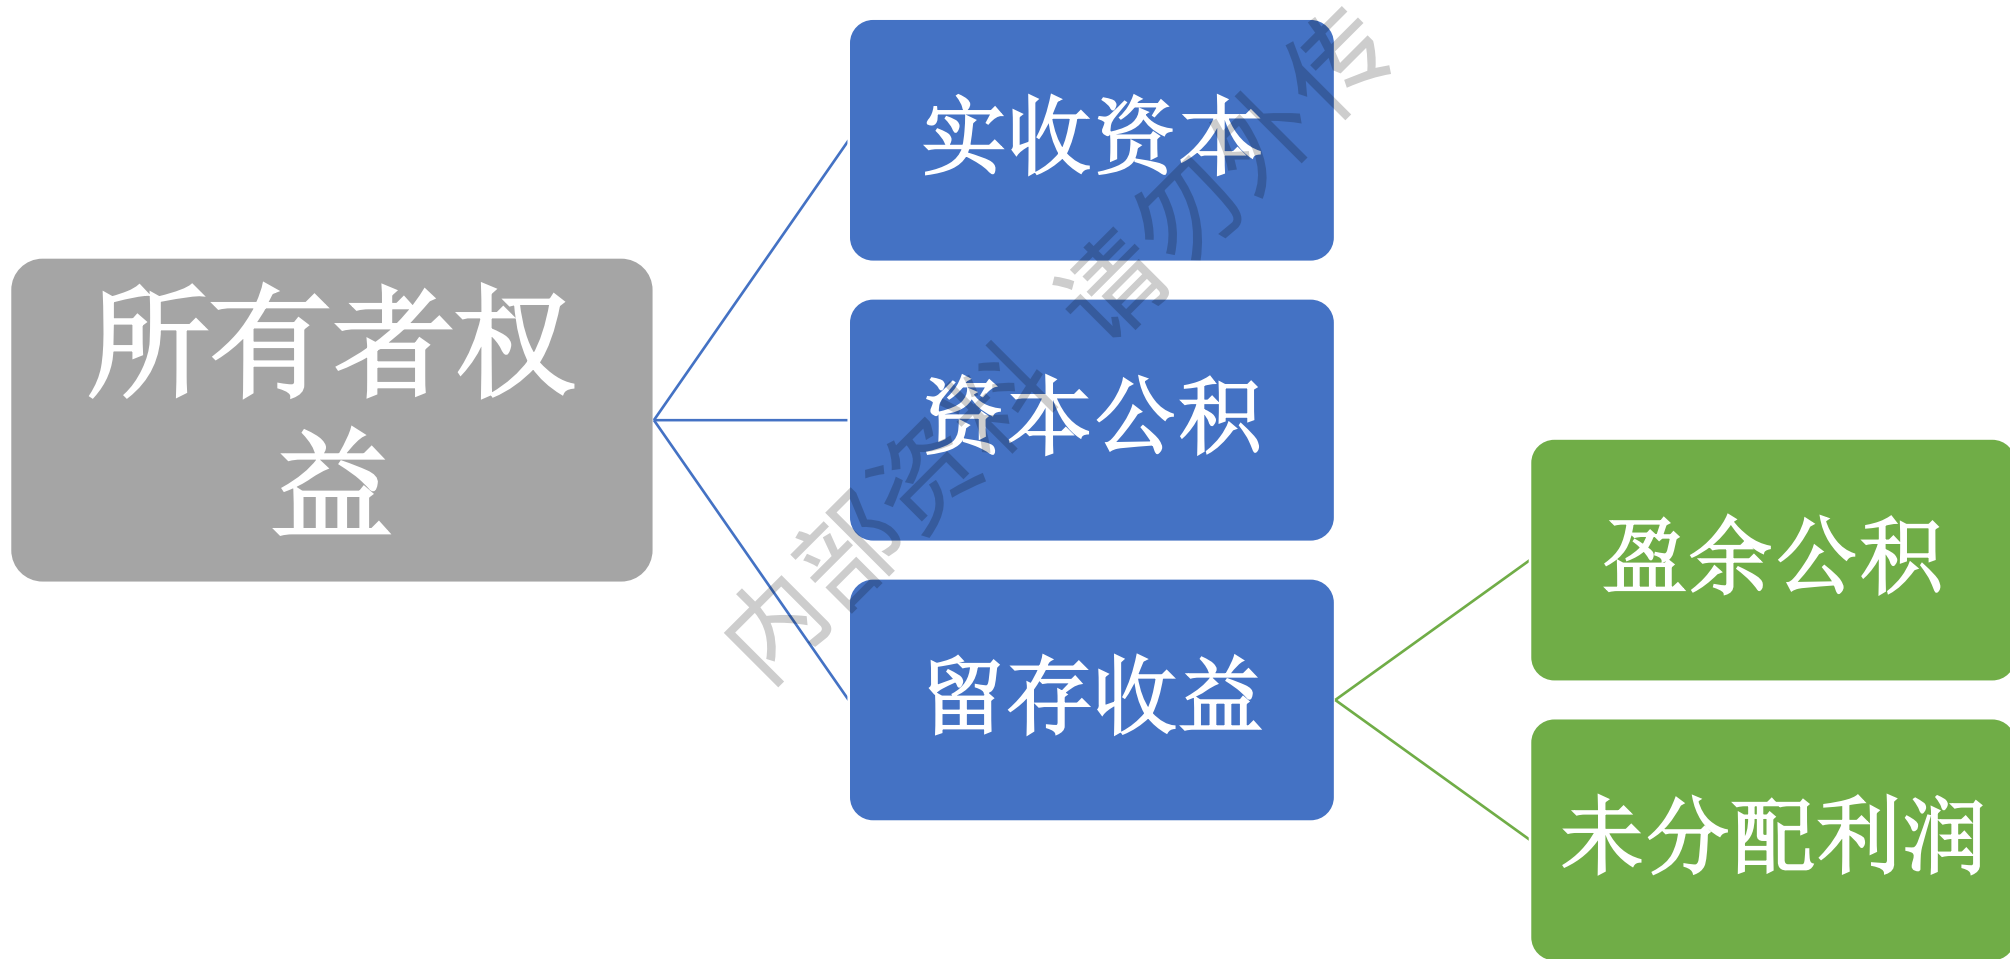 所有者权
益
实收资本
资本公积
留存收益
盈余公积
未分配利润
内部资料 请勿外传